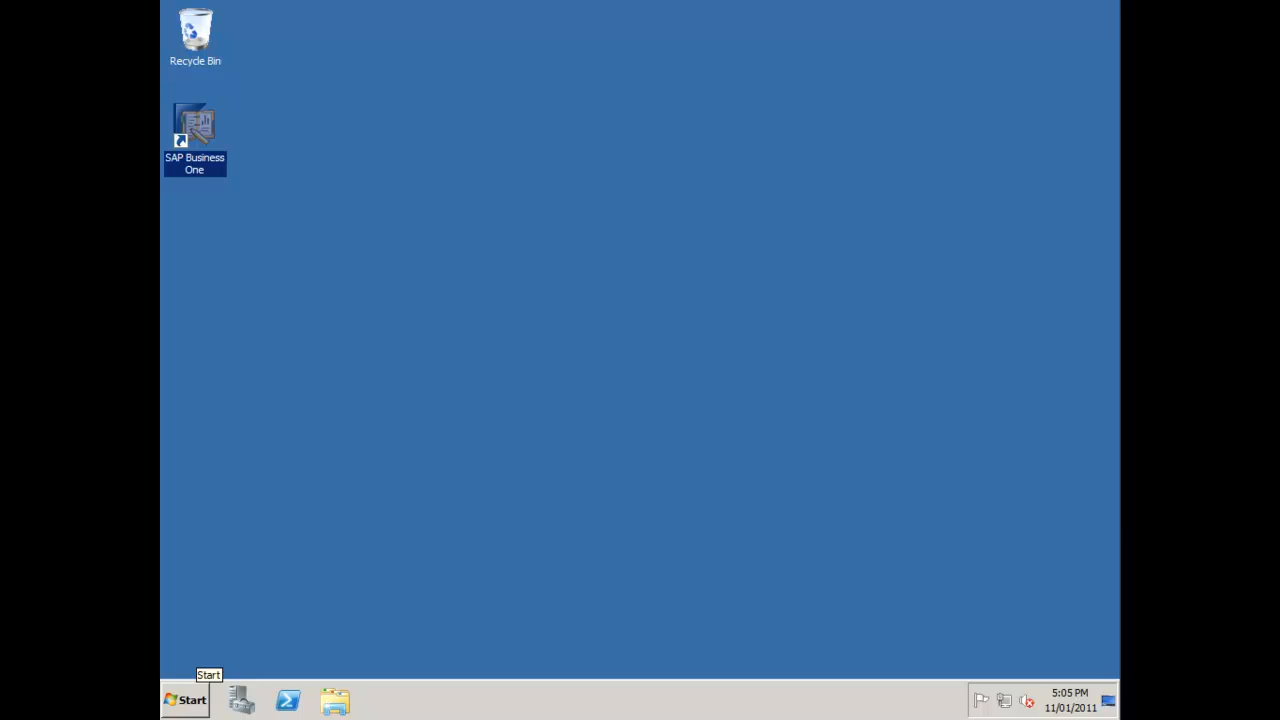 Recycle Bin
SAP Business
One
Start
Start
5:05 PM
11/01/2011